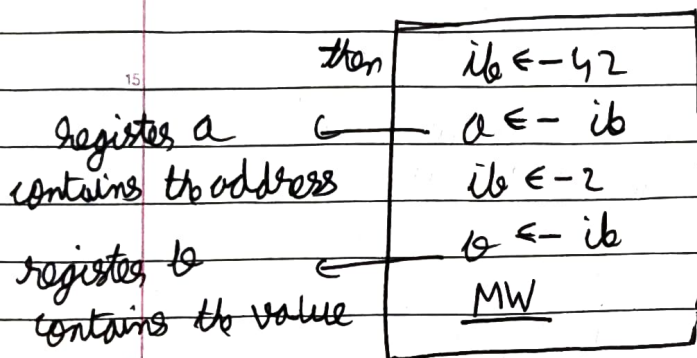 15
then ib <- 42
register a <- a <- ib
contains the address ib <- 2
b <- ib
register b <-
contains the value MW